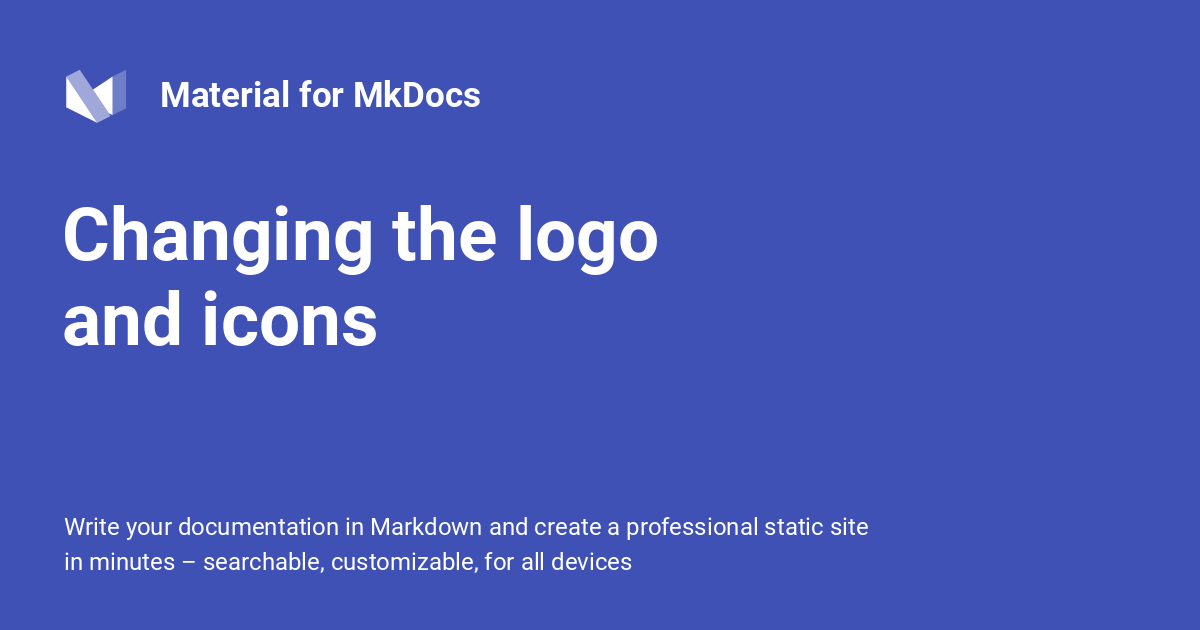 Material for MkDocs
Changing the logo
and icons
Write your documentation in Markdown and create a professional static site
in minutes – searchable, customizable, for all devices